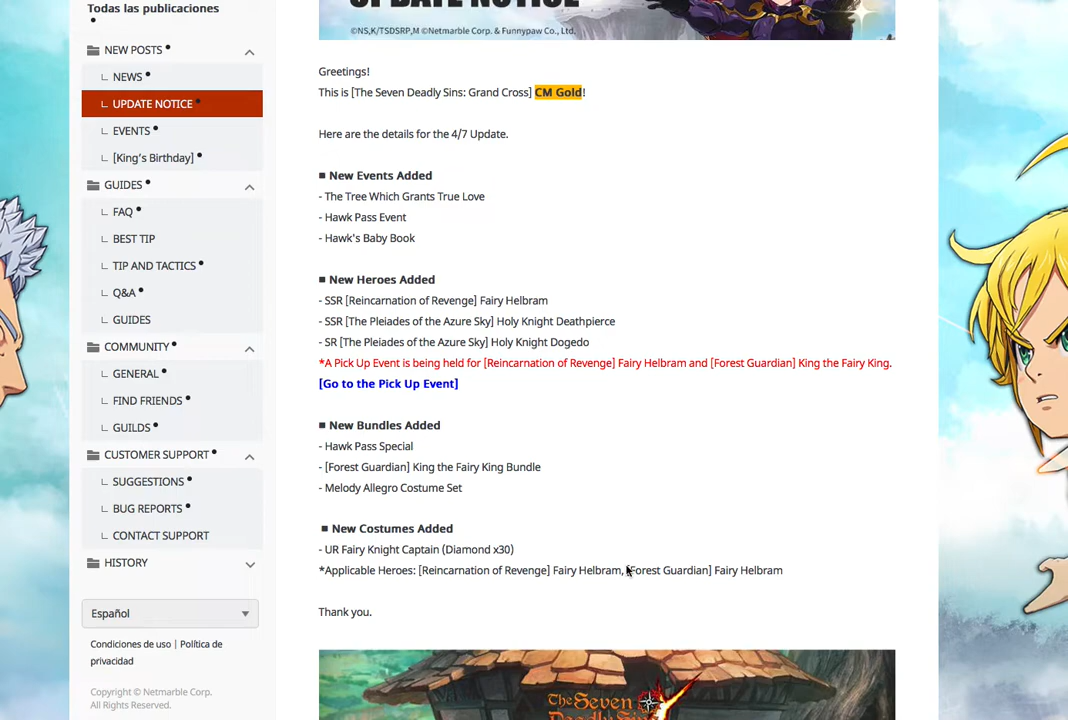 Todas las publicaciones
NEW POSTS
NEWS
UPDATE NOTICE
EVENTS
[King's Birthday]
GUIDES
FAQ
BEST TIP
TIP AND TACTICS
Q&A
GUIDES
COMMUNITY
GENERAL
FIND FRIENDS
GUILDS
CUSTOMER SUPPORT
SUGGESTIONS
BUG REPORTS
CONTACT SUPPORT
HISTORY
Español
Condiciones de uso | Política de
privacidad
Copyright © Netmarble Corp.
All Rights Reserved.
UPDATE NOTICE
©NS,K/TSDSRP,M ©Netmarble Corp. & Funnypaw Co., Ltd.
Greetings!
This is [The Seven Deadly Sins: Grand Cross] CM Gold!
Here are the details for the 4/7 Update.
■ New Events Added
- The Tree Which Grants True Love
- Hawk Pass Event
- Hawk's Baby Book
■ New Heroes Added
- SSR [Reincarnation of Revenge] Fairy Helbram
- SSR [The Pleiades of the Azure Sky] Holy Knight Deathpierce
- SR [The Pleiades of the Azure Sky] Holy Knight Dogedo
*A Pick Up Event is being held for [Reincarnation of Revenge] Fairy Helbram and [Forest Guardian] King the Fairy King.
[Go to the Pick Up Event]
■ New Bundles Added
- Hawk Pass Special
- [Forest Guardian] King the Fairy King Bundle
- Melody Allegro Costume Set
■ New Costumes Added
- UR Fairy Knight Captain (Diamond x30)
*Applicable Heroes: [Reincarnation of Revenge] Fairy Helbram, [Forest Guardian] Fairy Helbram
Thank you.
The Seven
Deadly Sins